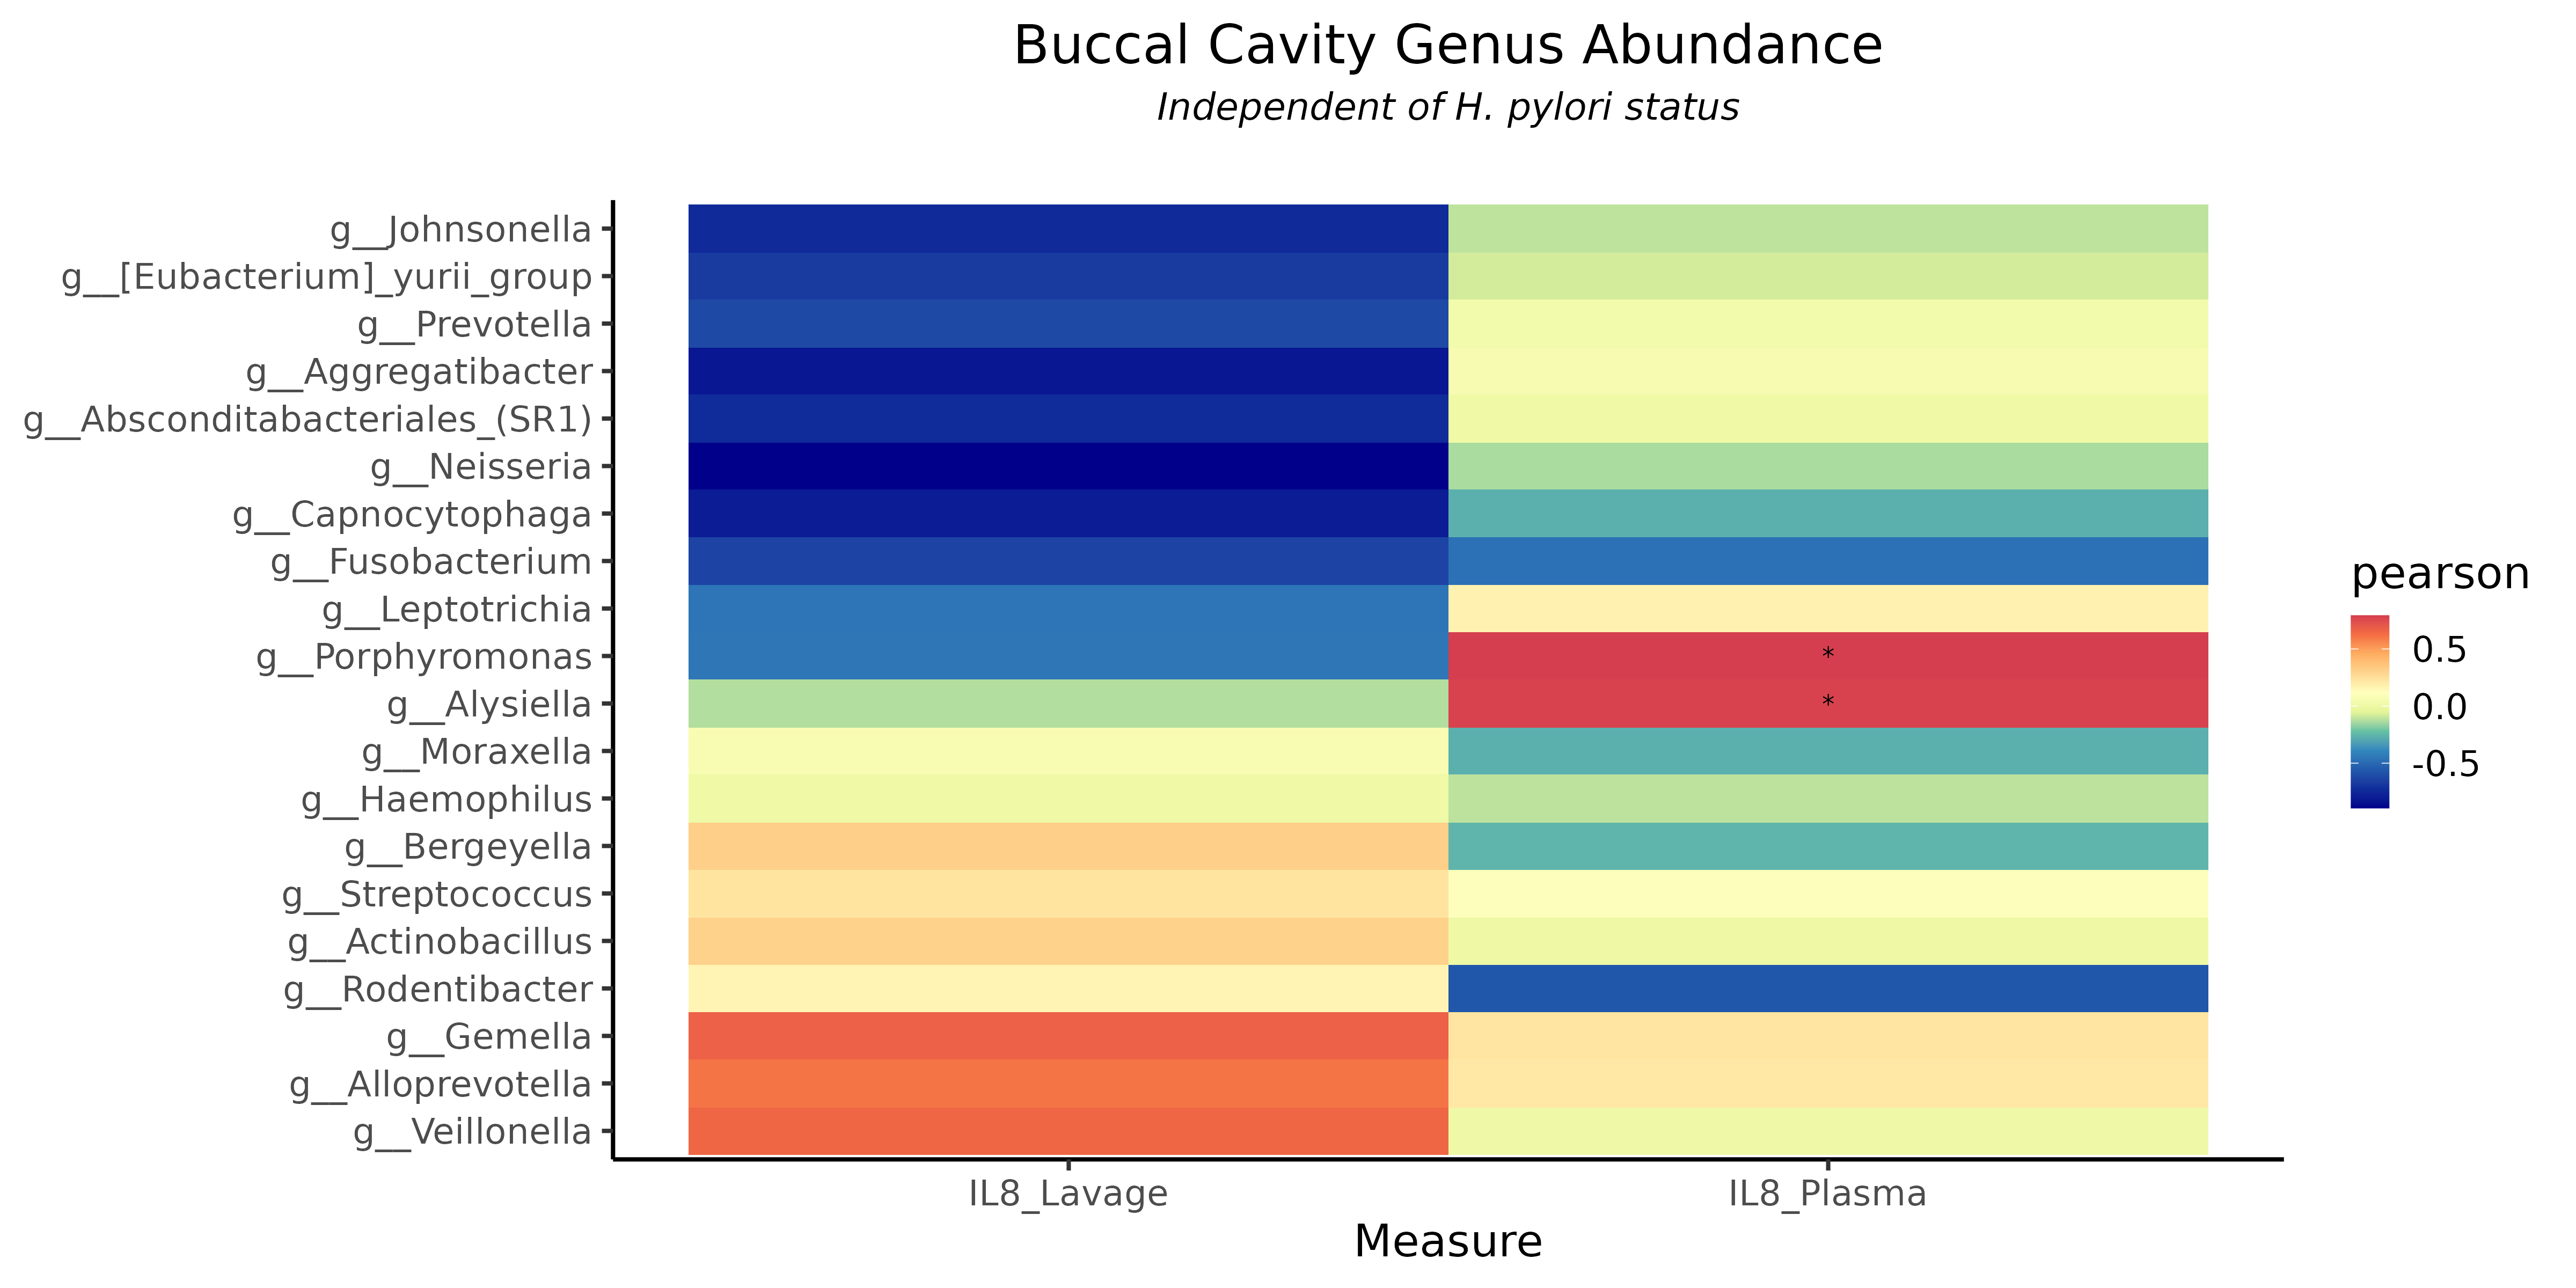 Buccal Cavity Genus Abundance
Independent of H. pylori status
g__Johnsonella
g__[Eubacterium]_yurii_group
g__Prevotella
g__Aggregatibacter
g__Absconditabacteriales_(SR1)
g__Neisseria
g__Capnocytophaga
g__Fusobacterium
g__Leptotrichia
g__Porphyromonas
*
g__Alysiella
*
g__Moraxella
g__Haemophilus
g__Bergeyella
g__Streptococcus
g__Actinobacillus
g__Rodentibacter
g__Gemella
g__Alloprevotella
g__Veillonella
IL8_Lavage
IL8_Plasma
Measure
pearson
0.5
0.0
-0.5